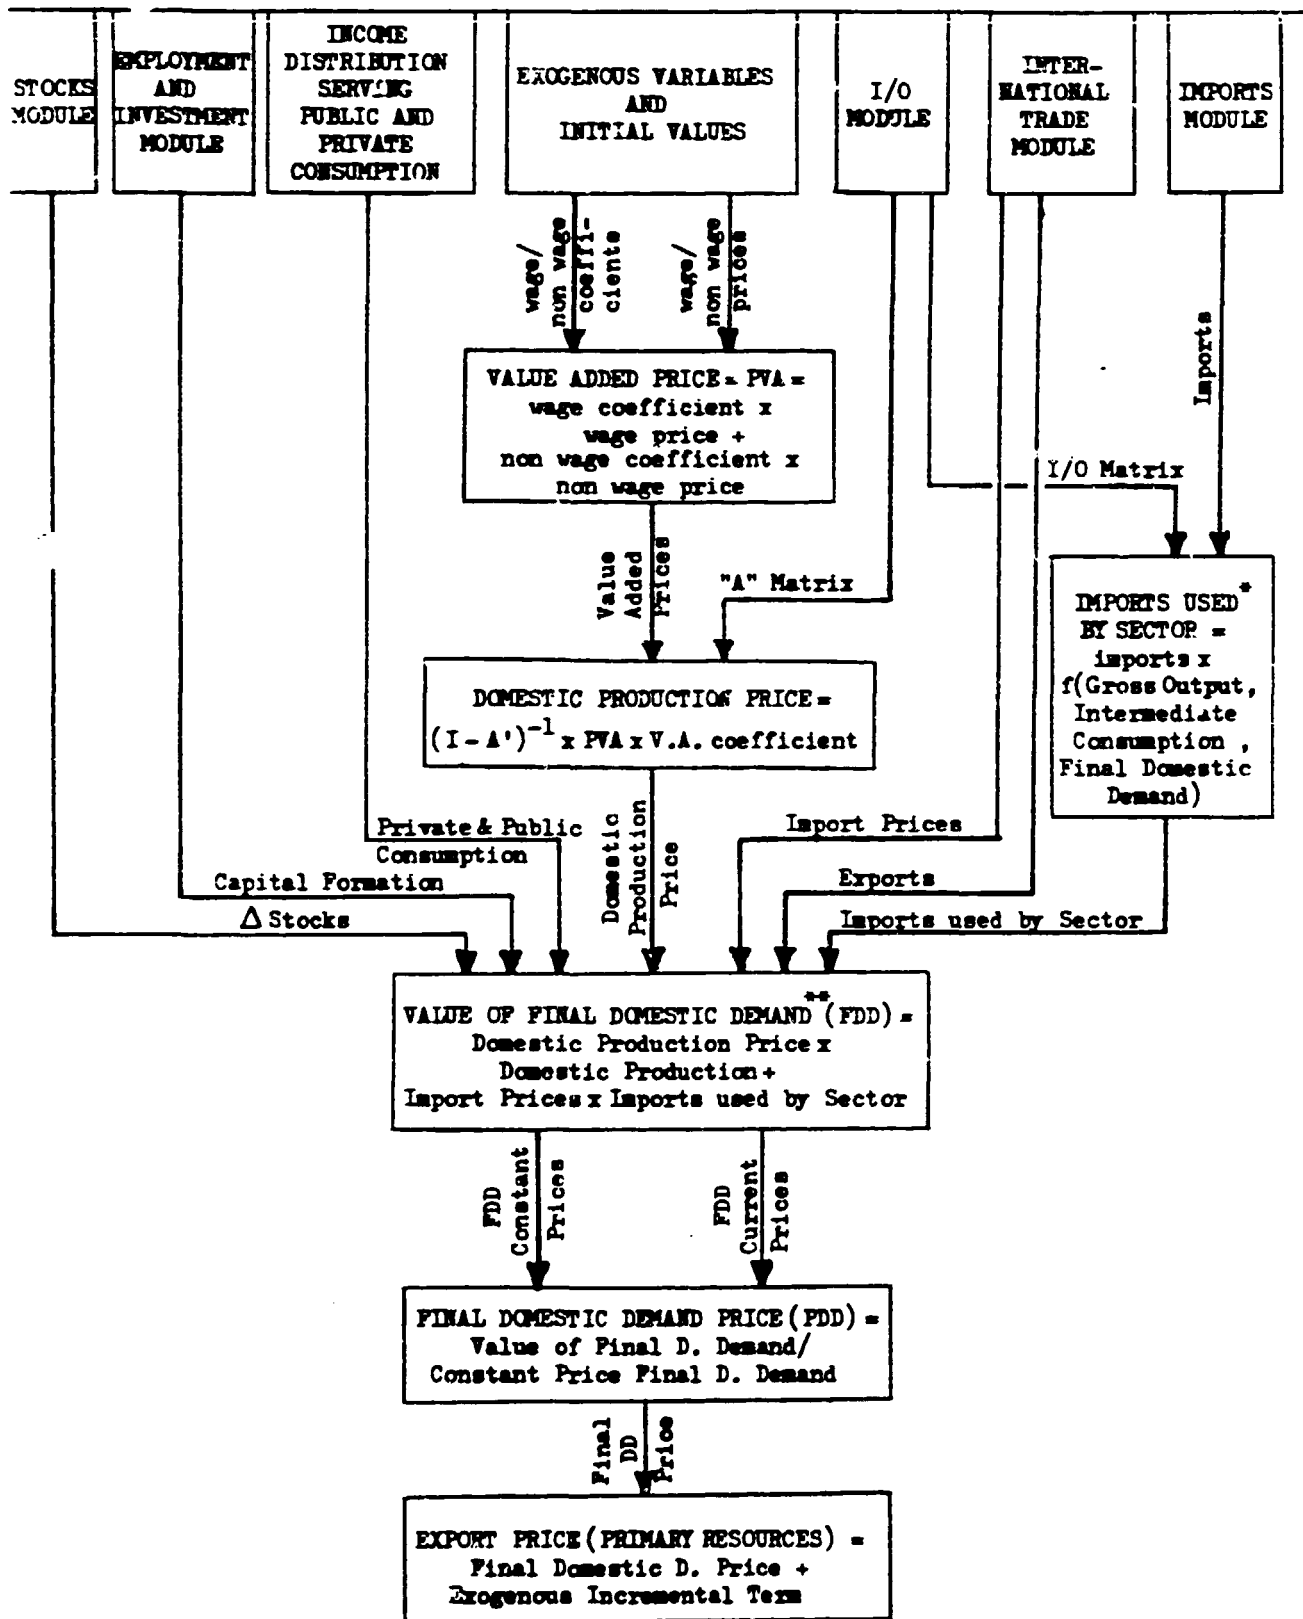 STOCKS
MODULE
EMPLOYMENT
AND
INVESTMENT
MODULE
INCOME
DISTRIBUTION
SERVING
PUBLIC AND
PRIVATE
CONSUMPTION
EXOGENOUS VARIABLES
AND
INITIAL VALUES
I/O
MODULE
INTER-
NATIONAL
TRADE
MODULE
IMPORTS
MODULE
wage/
non wage
coeffi-
cients
wage/
non wage
prices
Imports
VALUE ADDED PRICE = PVA =
wage coefficient x
wage price +
non wage coefficient x
non wage price
I/O Matrix
Value
Added
Prices
"A" Matrix
IMPORTS USED*
BY SECTOR =
imports x
f(Gross Output,
Intermediate
Consumption,
Final Domestic
Demand)
DOMESTIC PRODUCTION PRICE =
(I - A')⁻¹ x PVA x V.A. coefficient
Private & Public
Consumption
Capital Formation
Δ Stocks
Domestic
Production
Price
Import Prices
Exports
Imports used by Sector
VALUE OF FINAL DOMESTIC DEMAND** (FDD) =
Domestic Production Price x
Domestic Production +
Import Prices x Imports used by Sector
FDD
Constant
Prices
FDD
Current
Prices
FINAL DOMESTIC DEMAND PRICE (PDD) =
Value of Final D. Demand/
Constant Price Final D. Demand
Final
DD
Price
EXPORT PRICE (PRIMARY RESOURCES) =
Final Domestic D. Price +
Exogenous Incremental Term